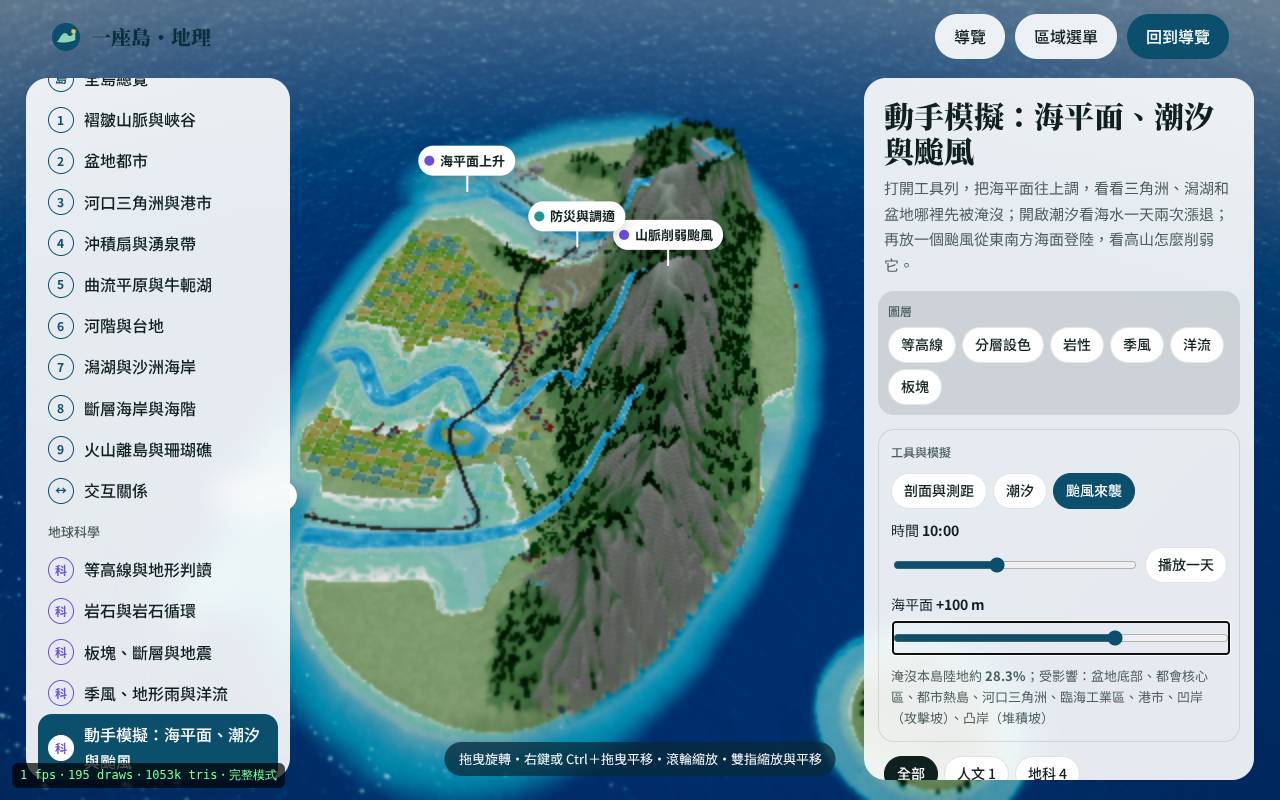 一座島・地理
導覽
區域選單
回到導覽
島 全島總覽
1 褶皺山脈與峽谷
2 盆地都市
3 河口三角洲與港市
4 沖積扇與湧泉帶
5 曲流平原與牛軛湖
6 河階與台地
7 潟湖與沙洲海岸
8 斷層海岸與海階
9 火山離島與珊瑚礁
↔ 交互關係
地球科學
科 等高線與地形判讀
科 岩石與岩石循環
科 板塊、斷層與地震
科 季風、地形雨與洋流
科 動手模擬：海平面、潮汐
與颱風
1 fps · 195 draws · 1053k tris · 完整模式
海平面上升
防災與調適
山脈削弱颱風
拖曳旋轉・右鍵或 Ctrl＋拖曳平移・滾輪縮放・雙指縮放與平移
動手模擬：海平面、潮汐
與颱風
打開工具列，把海平面往上調，看看三角洲、潟湖和
盆地哪裡先被淹沒；開啟潮汐看海水一天兩次漲退；
再放一個颱風從東南方海面登陸，看高山怎麼削弱
它。
圖層
等高線
分層設色
岩性
季風
洋流
板塊
工具與模擬
剖面與測距
潮汐
颱風來襲
時間 10:00
播放一天
海平面 +100 m
淹沒本島陸地約 28.3%；受影響：盆地底部、都會核心
區、都市熱島、河口三角洲、臨海工業區、港市、凹岸
（攻擊坡）、凸岸（堆積坡）
全部
人文 1
地科 4